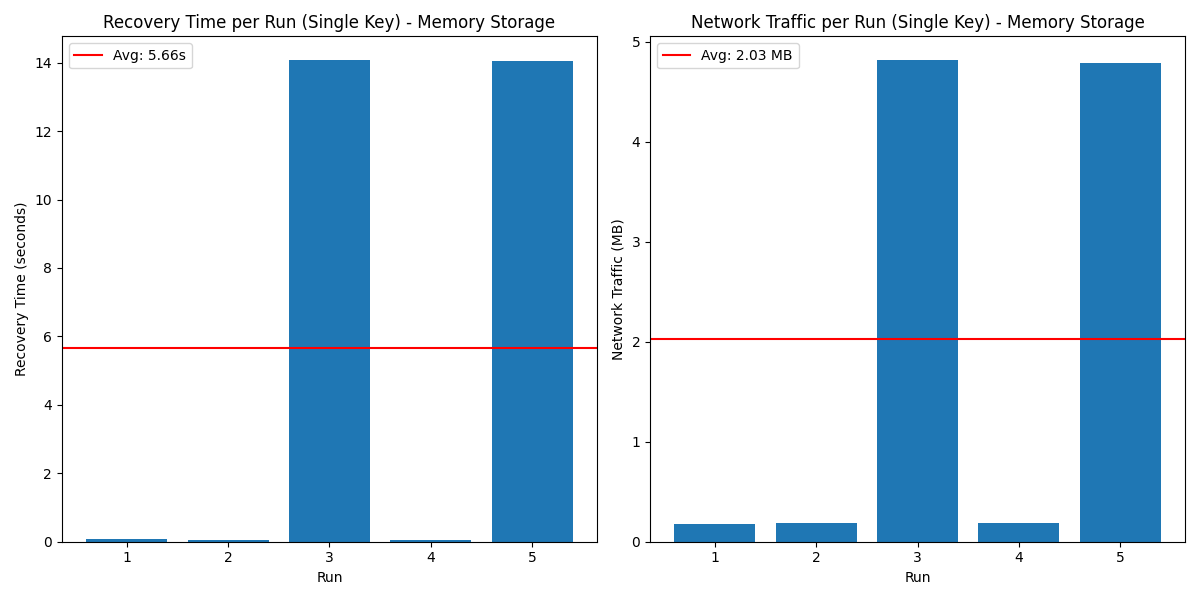 Recovery Time per Run (Single Key) - Memory Storage
Avg: 5.66s
Recovery Time (seconds)
14
12
10
8
6
4
2
0
1 2 3 4 5
Run
Network Traffic per Run (Single Key) - Memory Storage
Avg: 2.03 MB
Network Traffic (MB)
5
4
3
2
1
0
1 2 3 4 5
Run